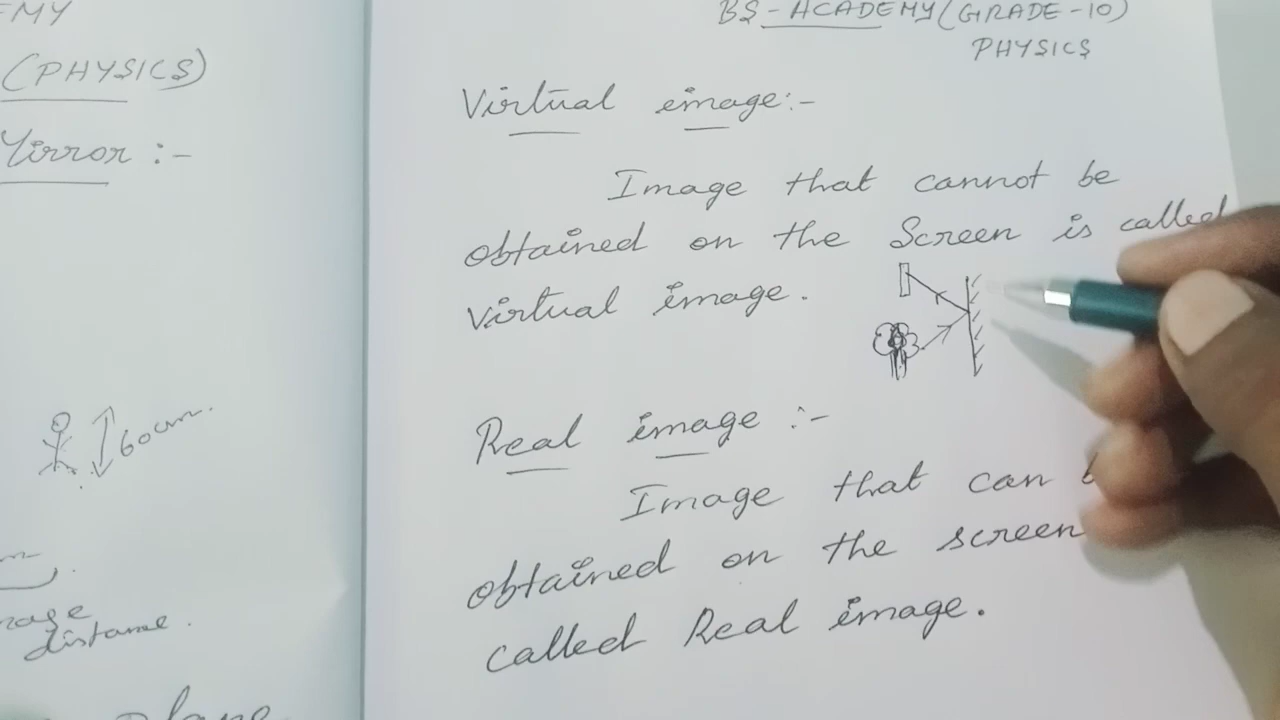 (PHYSICS)
Mirror :-
60cm.
distance.
plane
BS-ACADEMY(GRADE-10)
PHYSICS
Virtual image:-
Image that cannot be
obtained on the Screen is called
virtual image.
Real image :-
Image that can
obtained on the screen
called Real image.